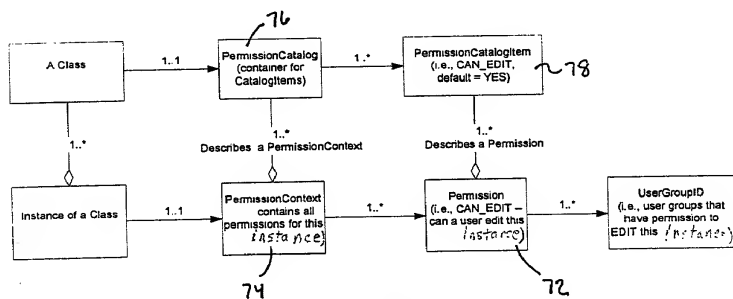 76
A Class
1..1
PermissionCatalog
(container for
CatalogItems)
1..*
PermissionCatalogItem
(i.e., CAN_EDIT,
default = YES)
78
1..*
1..*
Describes a PermissionContext
1..*
Describes a Permission
Instance of a Class
1..1
PermissionContext
contains all
permissions for this
instance)
1..*
Permission
(i.e., CAN_EDIT –
can a user edit this
Instance)
1..*
UserGroupID
(i.e., user groups that
have permission to
EDIT this Instance)
74
72